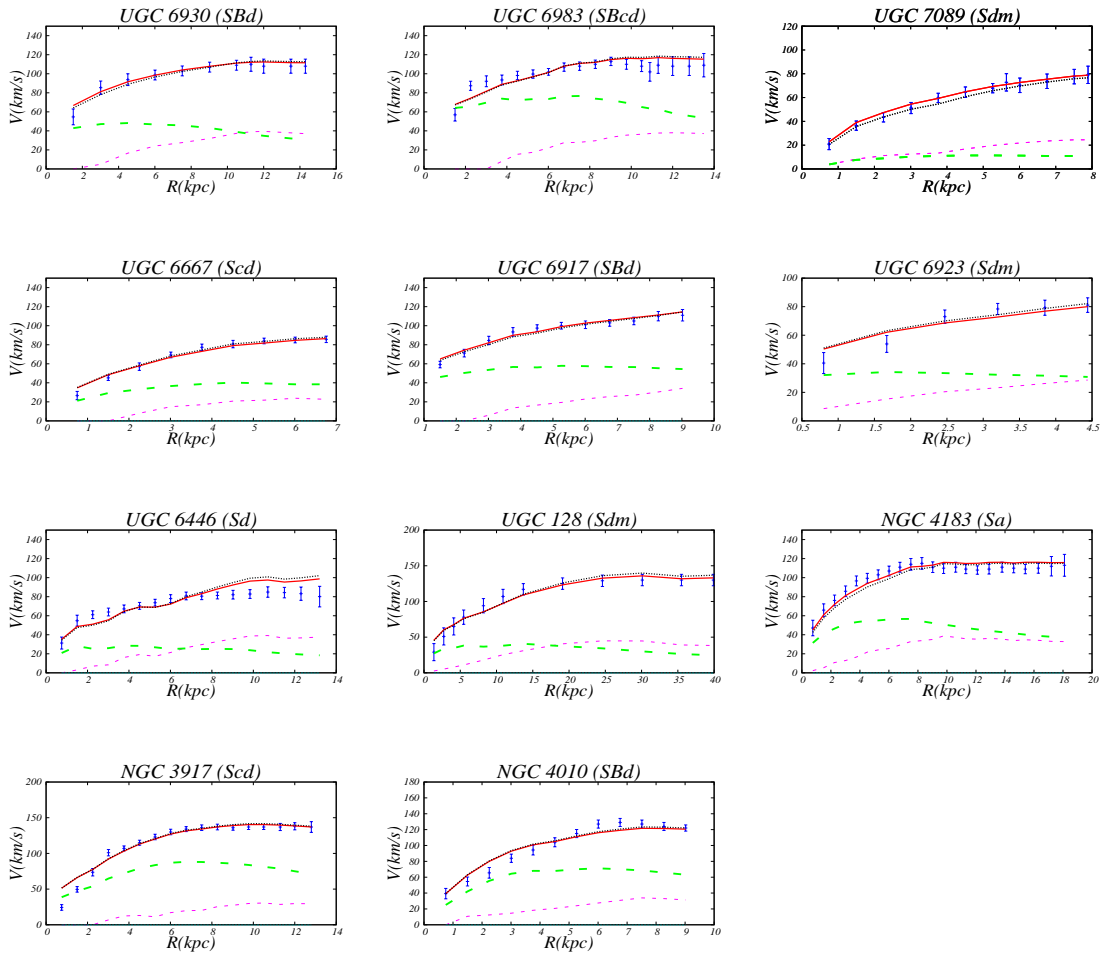 UGC 6930 (SBd)
V(km/s)
0 20 40 60 80 100 120 140
2 4 6 8 10 12 14 16
R(kpc)
UGC 6983 (SBcd)
V(km/s)
0 20 40 60 80 100 120 140
2 4 6 8 10 12 14
R(kpc)
UGC 7089 (Sdm)
V(km/s)
0 20 40 60 80 100 120
0 1 2 3 4 5 6 7 8
R(kpc)
UGC 6667 (Scd)
V(km/s)
0 20 40 60 80 100 120 140
0 1 2 3 4 5 6 7
R(kpc)
UGC 6917 (SBd)
V(km/s)
0 20 40 60 80 100 120 140
1 2 3 4 5 6 7 8 9 10
R(kpc)
UGC 6923 (Sdm)
V(km/s)
0 20 40 60 80 100
0.5 1 1.5 2 2.5 3 3.5 4 4.5
R(kpc)
UGC 6446 (Sd)
V(km/s)
0 20 40 60 80 100 120 140
0 2 4 6 8 10 12 14
R(kpc)
UGC 128 (Sdm)
V(km/s)
0 50 100 150 200
0 5 10 15 20 25 30 35 40
R(kpc)
NGC 4183 (Sa)
V(km/s)
0 20 40 60 80 100 120 140
0 2 4 6 8 10 12 14 16 18 20
R(kpc)
NGC 3917 (Scd)
V(km/s)
0 50 100 150 200
0 2 4 6 8 10 12 14
R(kpc)
NGC 4010 (SBd)
V(km/s)
0 20 40 60 80 100 120 140 160
0 1 2 3 4 5 6 7 8 9 10
R(kpc)